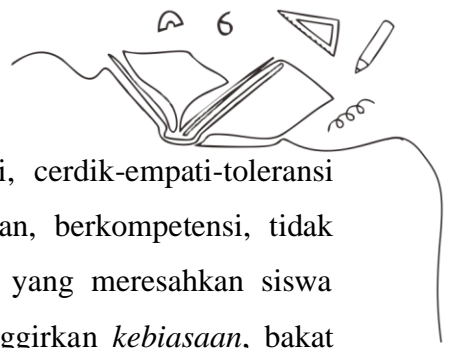 6
i, cerdik-empati-toleransi
an, berkompetensi, tidak
yang meresahkan siswa
ggirkan kebiasaan, bakat